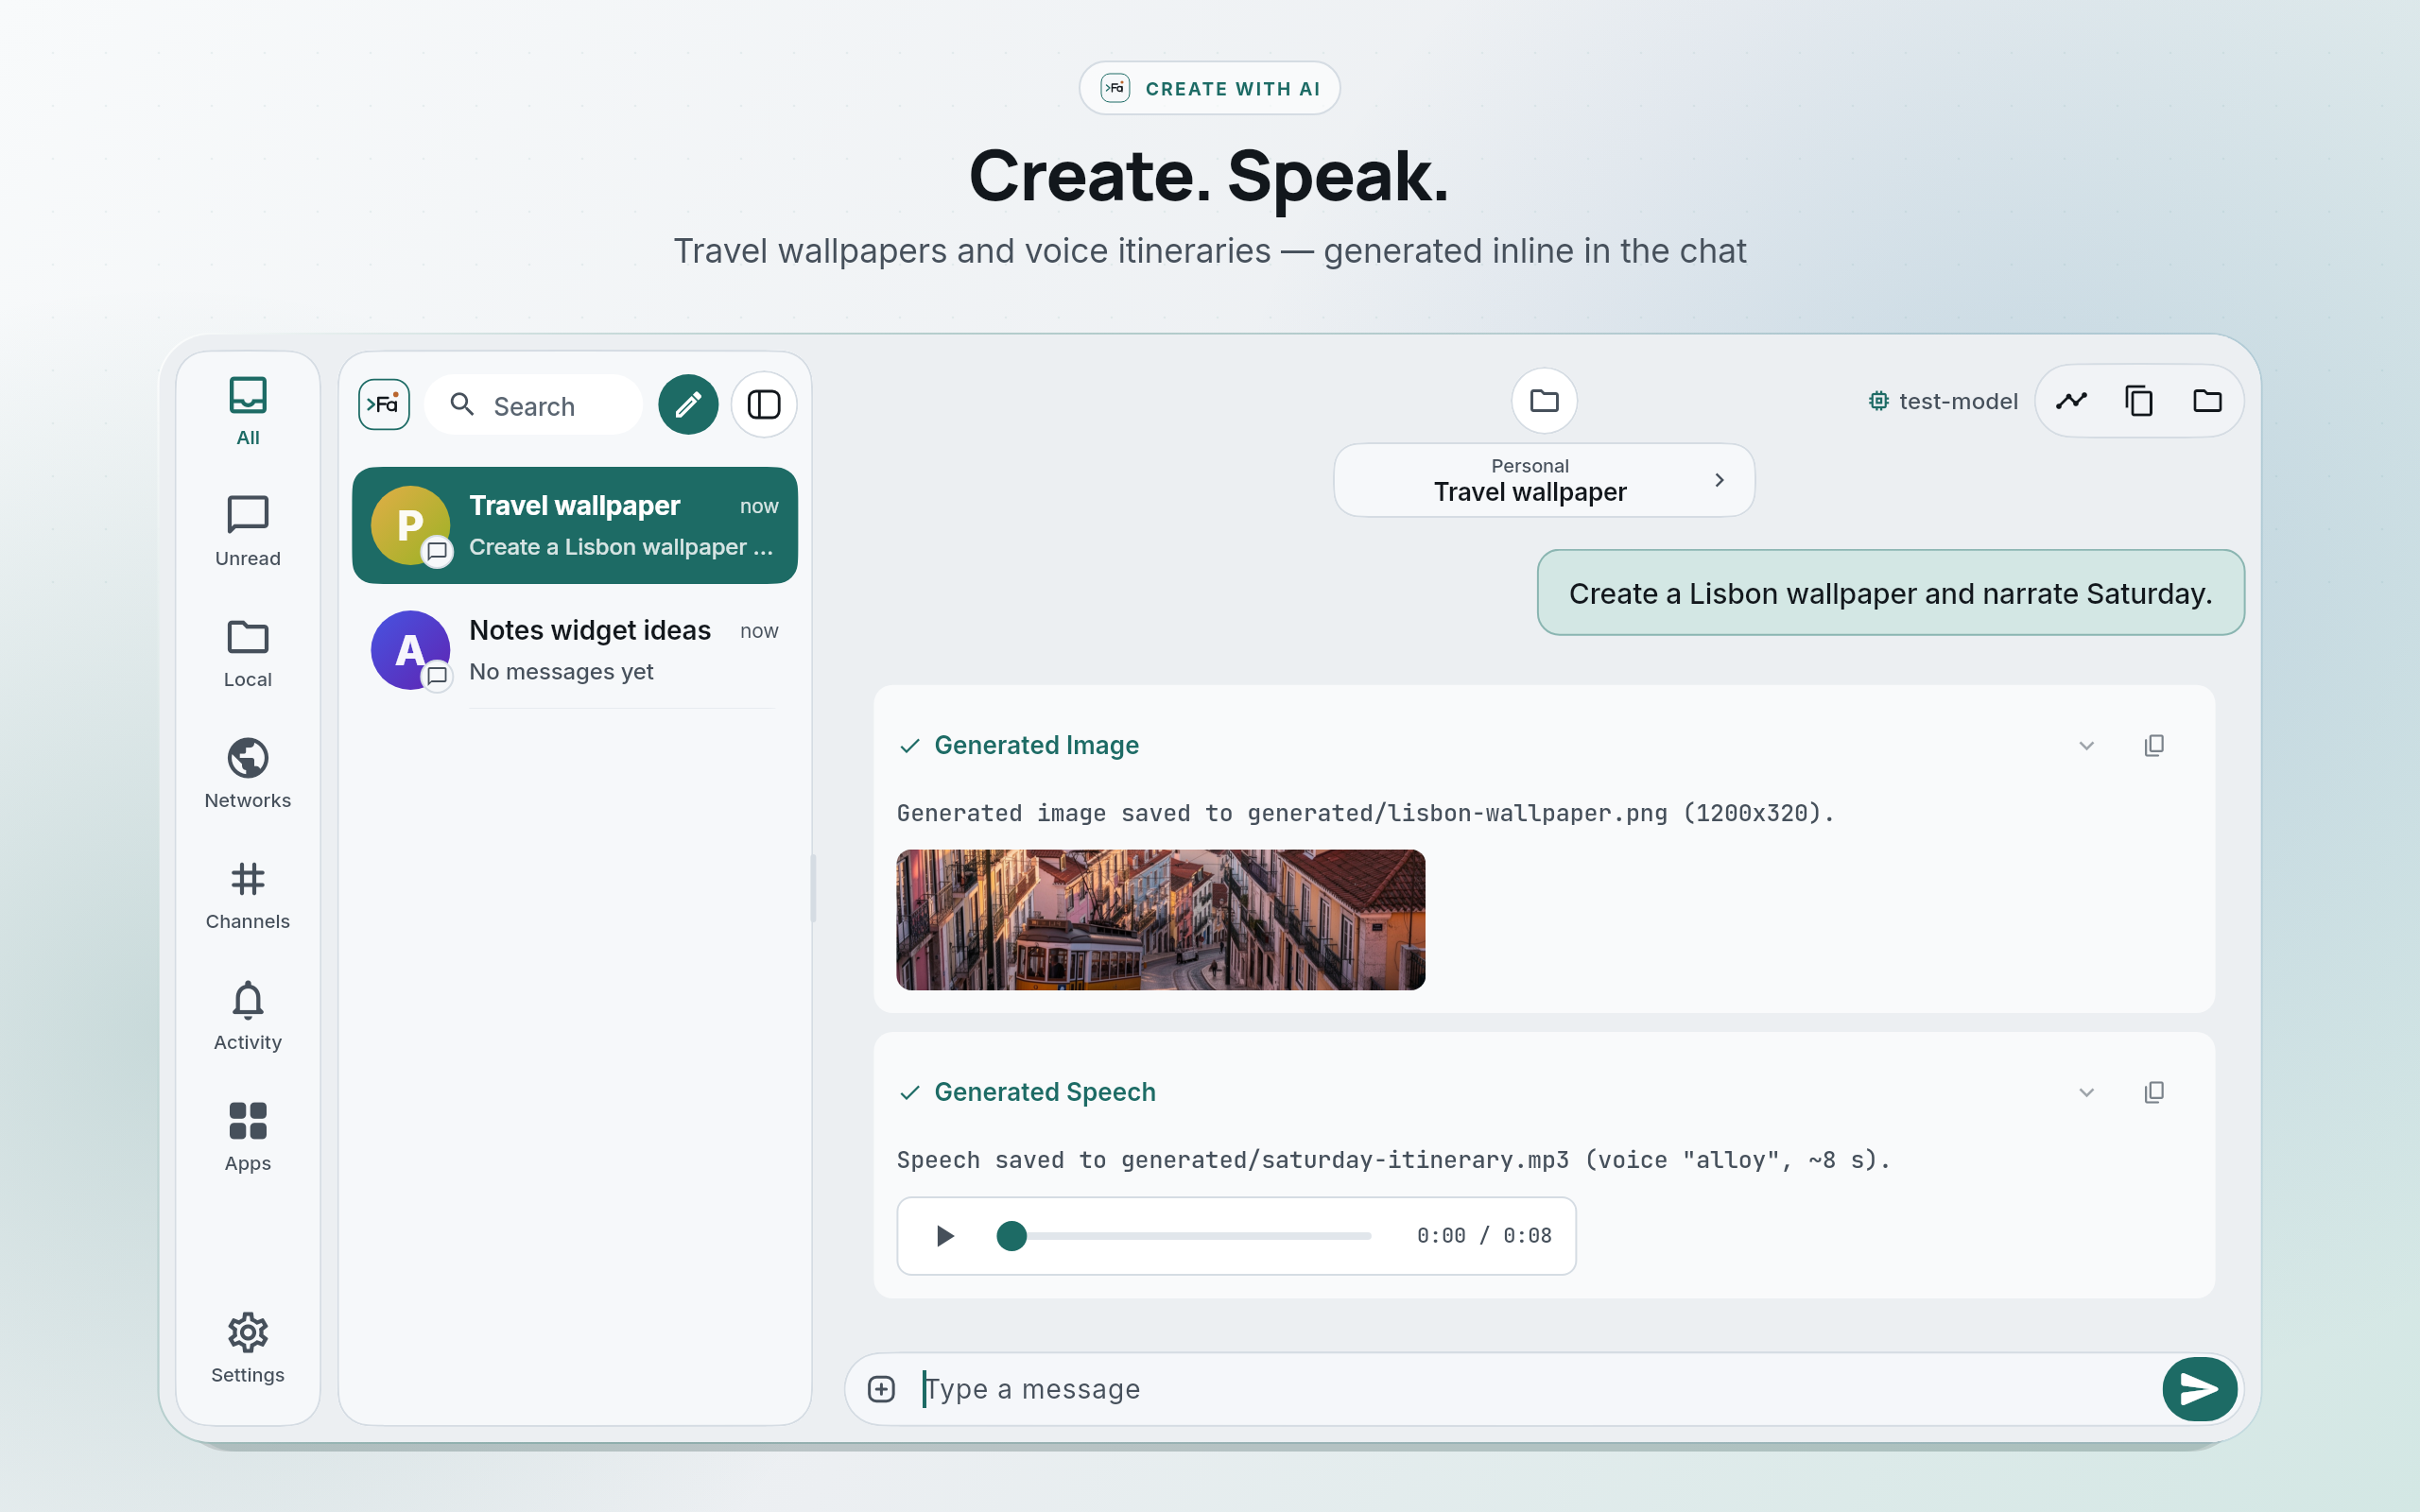 >Fa CREATE WITH AI
Create. Speak.
Travel wallpapers and voice itineraries — generated inline in the chat
All
Unread
Local
Networks
Channels
Activity
Apps
Settings
>Fa
Search
P
Travel wallpaper now
Create a Lisbon wallpaper ...
A
Notes widget ideas now
No messages yet
test-model
Personal
Travel wallpaper
Create a Lisbon wallpaper and narrate Saturday.
Generated Image
Generated image saved to generated/lisbon-wallpaper.png (1200x320).
Generated Speech
Speech saved to generated/saturday-itinerary.mp3 (voice "alloy", ~8 s).
0:00 / 0:08
Type a message